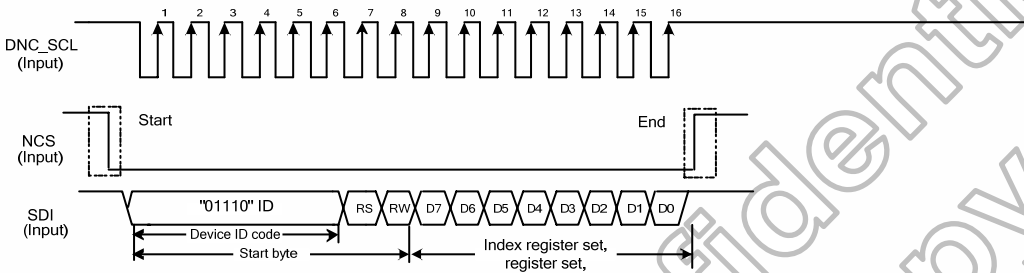 1 2 3 4 5 6 7 8 9 10 11 12 13 14 15 16
DNC_SCL
(Input)
Start
End
NCS
(Input)
SDI
(Input)
"01110" ID
RS
RW
D7
D6
D5
D4
D3
D2
D1
D0
Device ID code
Start byte
Index register set,
register set,